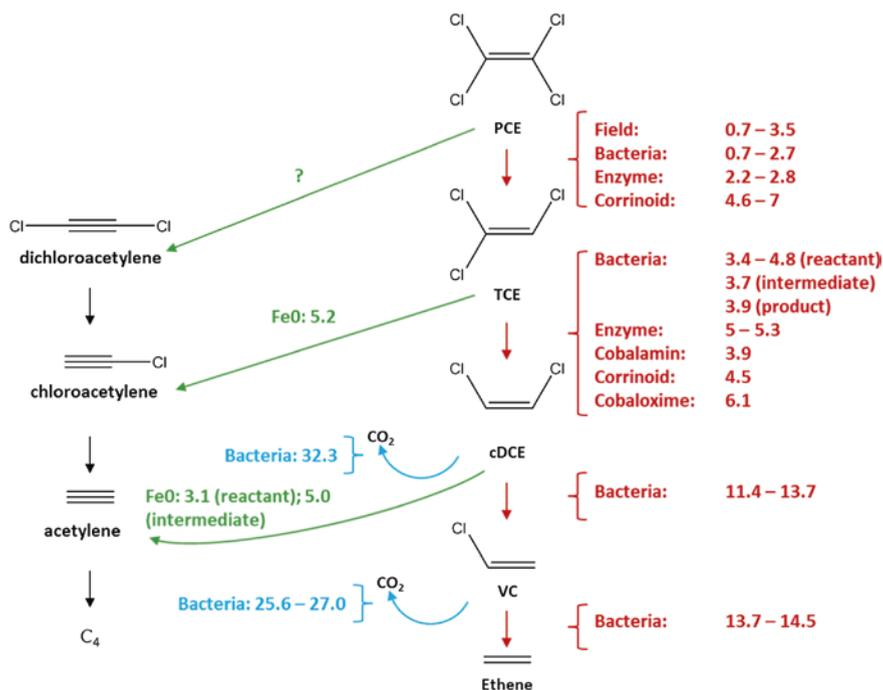 Cl
Cl
Cl
Cl
PCE
Field: 0.7 – 3.5
Bacteria: 0.7 – 2.7
Enzyme: 2.2 – 2.8
Corrinoid: 4.6 – 7
?
Cl
Cl
dichloroacetylene
Cl
Cl
Cl
TCE
Bacteria: 3.4 – 4.8 (reactant)
3.7 (intermediate)
3.9 (product)
Enzyme: 5 – 5.3
Cobalamin: 3.9
Corrinoid: 4.5
Cobaloxime: 6.1
Fe0: 5.2
Cl
chloroacetylene
Cl
Cl
cDCE
CO₂
Bacteria: 32.3
Bacteria: 11.4 – 13.7
Fe0: 3.1 (reactant); 5.0
(intermediate)
acetylene
Cl
VC
CO₂
Bacteria: 25.6 – 27.0
Bacteria: 13.7 – 14.5
C₄
Ethene